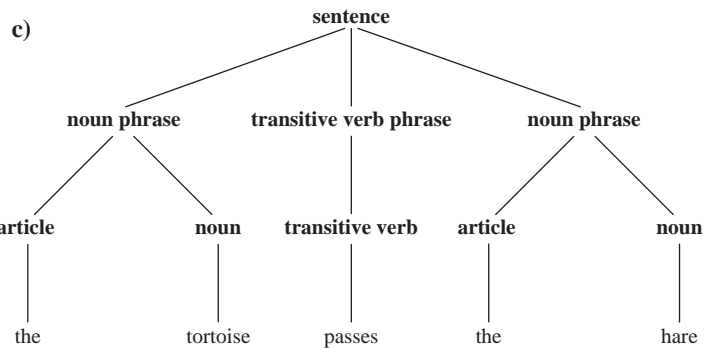 c)
sentence
noun phrase transitive verb phrase noun phrase
article noun transitive verb article noun
the tortoise passes the hare